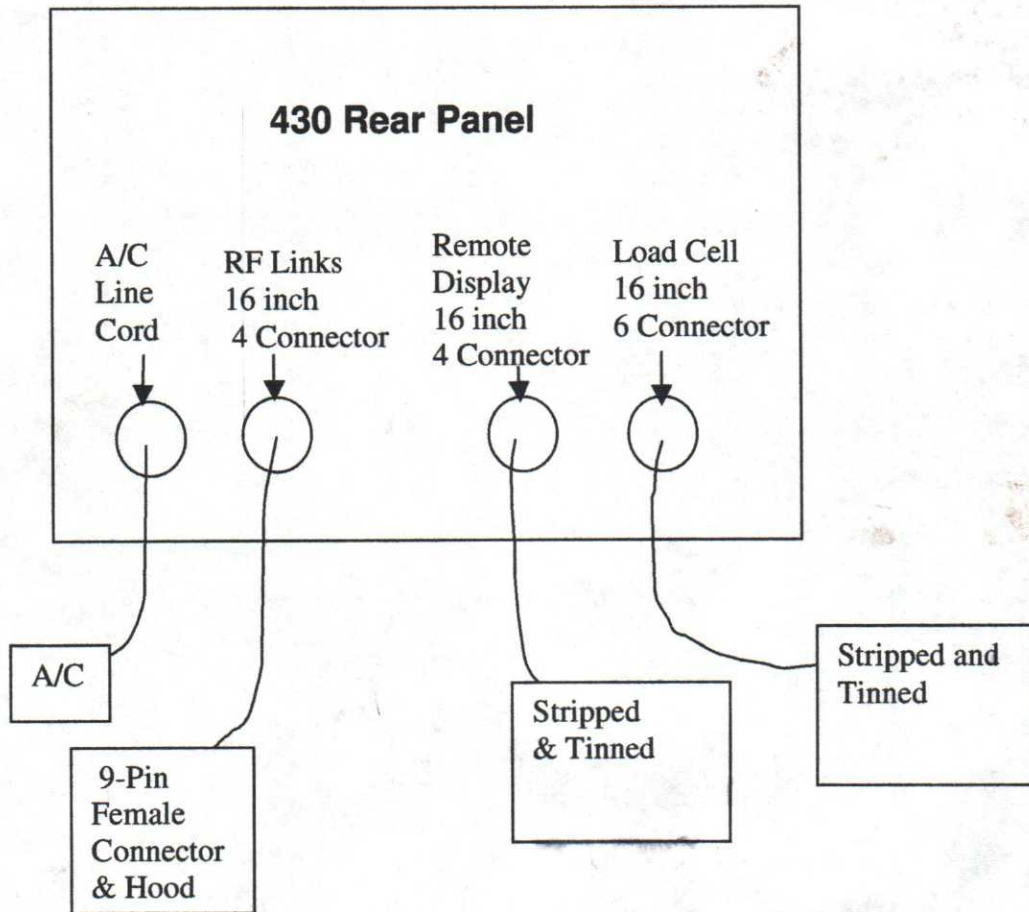 430 Rear Panel
A/C
Line
Cord
RF Links
16 inch
4 Connector
Remote
Display
16 inch
4 Connector
Load Cell
16 inch
6 Connector
A/C
9-Pin
Female
Connector
& Hood
Stripped
& Tinned
Stripped and
Tinned